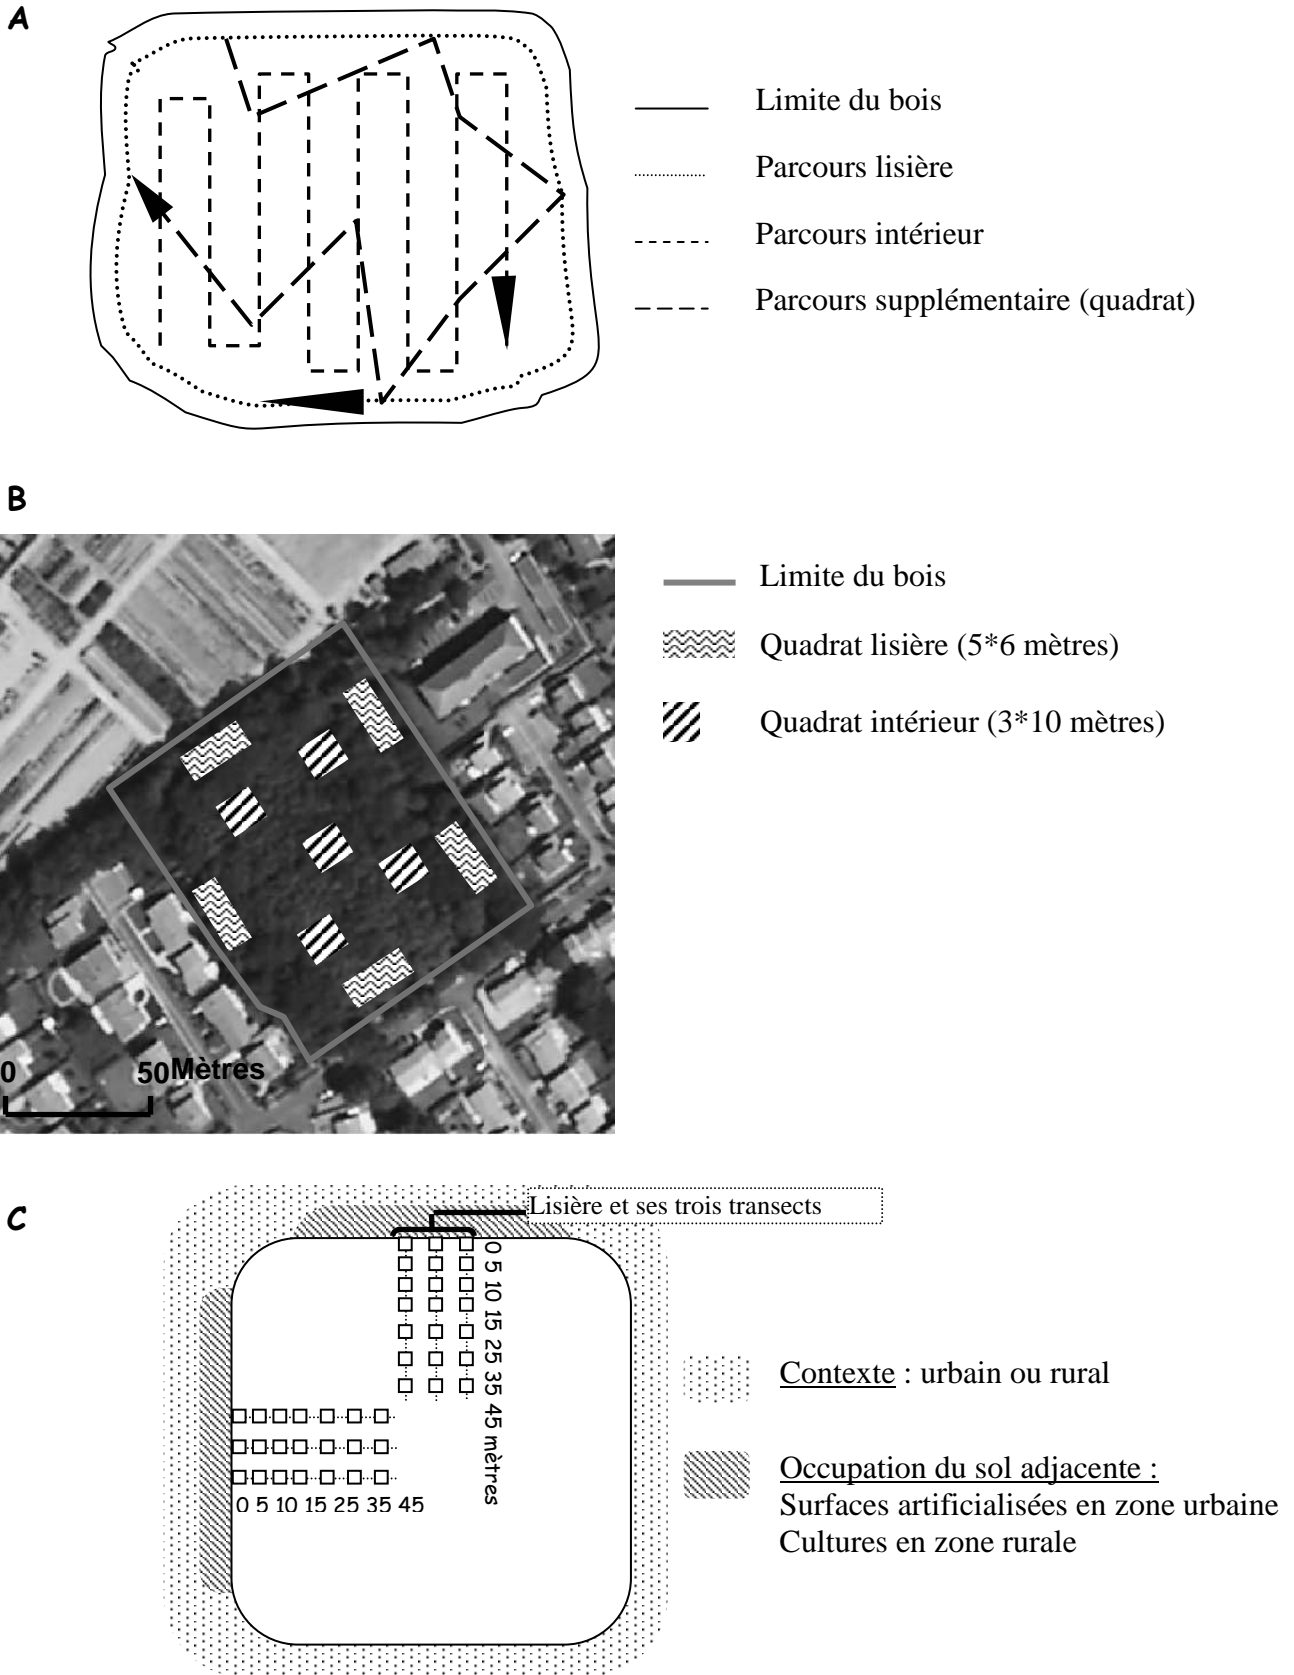 A
Limite du bois
Parcours lisière
Parcours intérieur
Parcours supplémentaire (quadrat)
B
Limite du bois
Quadrat lisière (5*6 mètres)
Quadrat intérieur (3*10 mètres)
0 50 Mètres
C
Lisière et ses trois transects
0 5 10 15 25 35 45 mètres
0 5 10 15 25 35 45
Contexte : urbain ou rural
Occupation du sol adjacente :
Surfaces artificialisées en zone urbaine
Cultures en zone rurale